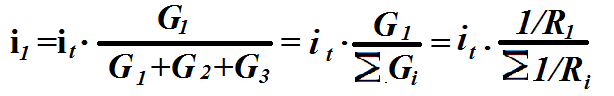 i₁ = iₜ · G₁ / (G₁+G₂+G₃) = iₜ · G₁ / ∑ Gᵢ = iₜ · (1/R₁) / (∑ 1/Rᵢ)